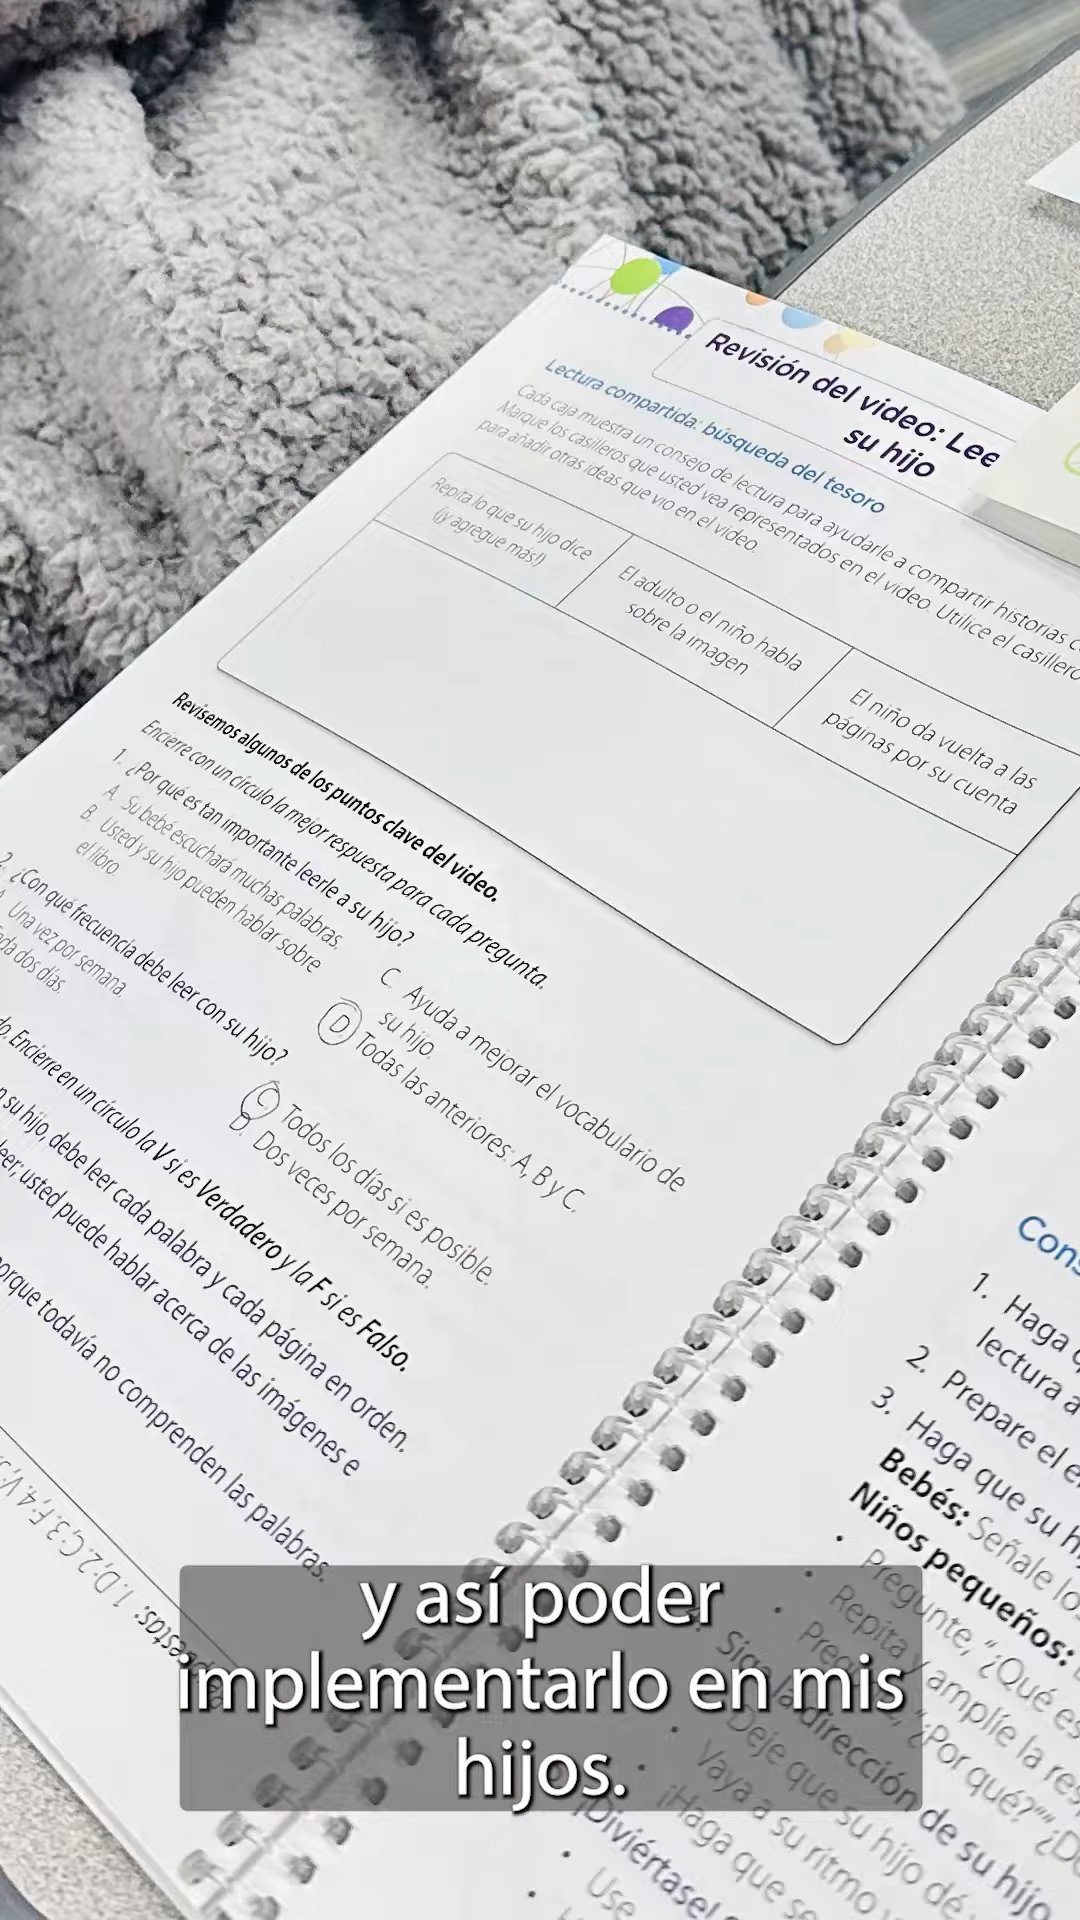 Revisión del video: Lee
su hijo
Lectura compartida: búsqueda del tesoro
Cada caja muestra un consejo de lectura para ayudarle a compartir historias
Marque los casilleros que usted vea representados en el video. Utilice el casillero
para añadir otras ideas que vio en el video.
Repita lo que su hijo dice
(¡y agregue más!)
El adulto o el niño habla
sobre la imagen
El niño da vuelta a las
páginas por su cuenta
Revisemos algunos de los puntos clave del video.
Encierre con un círculo la mejor respuesta para cada pregunta.
1. ¿Por qué es tan importante leerle a su hijo?
A. Su bebé escuchará muchas palabras.
B. Usted y su hijo pueden hablar sobre
el libro.
C. Ayuda a mejorar el vocabulario de
su hijo.
D Todas las anteriores: A, B y C.
2. ¿Con qué frecuencia debe leer con su hijo?
Una vez por semana.
dos días.
C Todos los días si es posible.
D. Dos veces por semana.
Encierre en un círculo la V si es Verdadero y la F si es Falso.
su hijo, debe leer cada palabra y cada página en orden.
usted puede hablar acerca de las imágenes e
porque todavía no comprenden las palabras.
1. D; 2. C; 3. F; 4. V;
1. Haga
lectura a
2. Prepare el
3. Haga que su
Bebés: Señale
Niños pequeños:
Pregunte, "¿Qué es
Repita y amplíe la
"¿Por qué?"
dirección de su hijo
Deje que su hijo dé
Vaya a su ritmo
¡Haga que se
¡Diviértase!
Use
y así poder
implementarlo en mis
hijos.